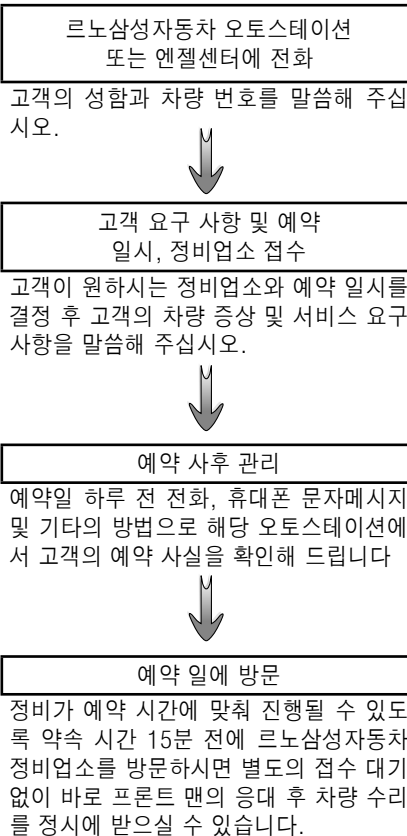 르노삼성자동차 오토스테이션
또는 엔젤센터에 전화
고객의 성함과 차량 번호를 말씀해 주십
시오.
고객 요구 사항 및 예약
일시, 정비업소 접수
고객이 원하시는 정비업소와 예약 일시를
결정 후 고객의 차량 증상 및 서비스 요구
사항을 말씀해 주십시오.
예약 사후 관리
예약일 하루 전 전화, 휴대폰 문자메시지
및 기타의 방법으로 해당 오토스테이션에
서 고객의 예약 사실을 확인해 드립니다
예약 일에 방문
정비가 예약 시간에 맞춰 진행될 수 있도
록 약속 시간 15분 전에 르노삼성자동차
정비업소를 방문하시면 별도의 접수 대기
없이 바로 프론트 맨의 응대 후 차량 수리
를 정시에 받으실 수 있습니다.